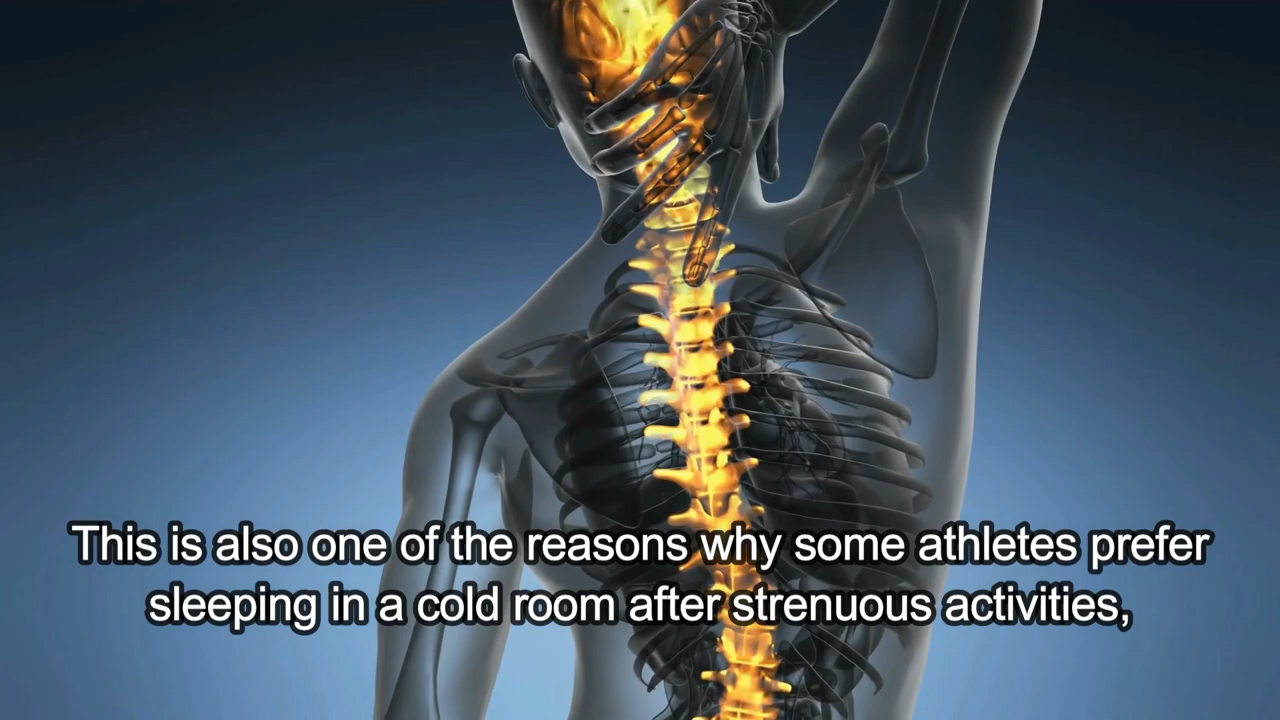 This is also one of the reasons why some athletes prefer
sleeping in a cold room after strenuous activities,